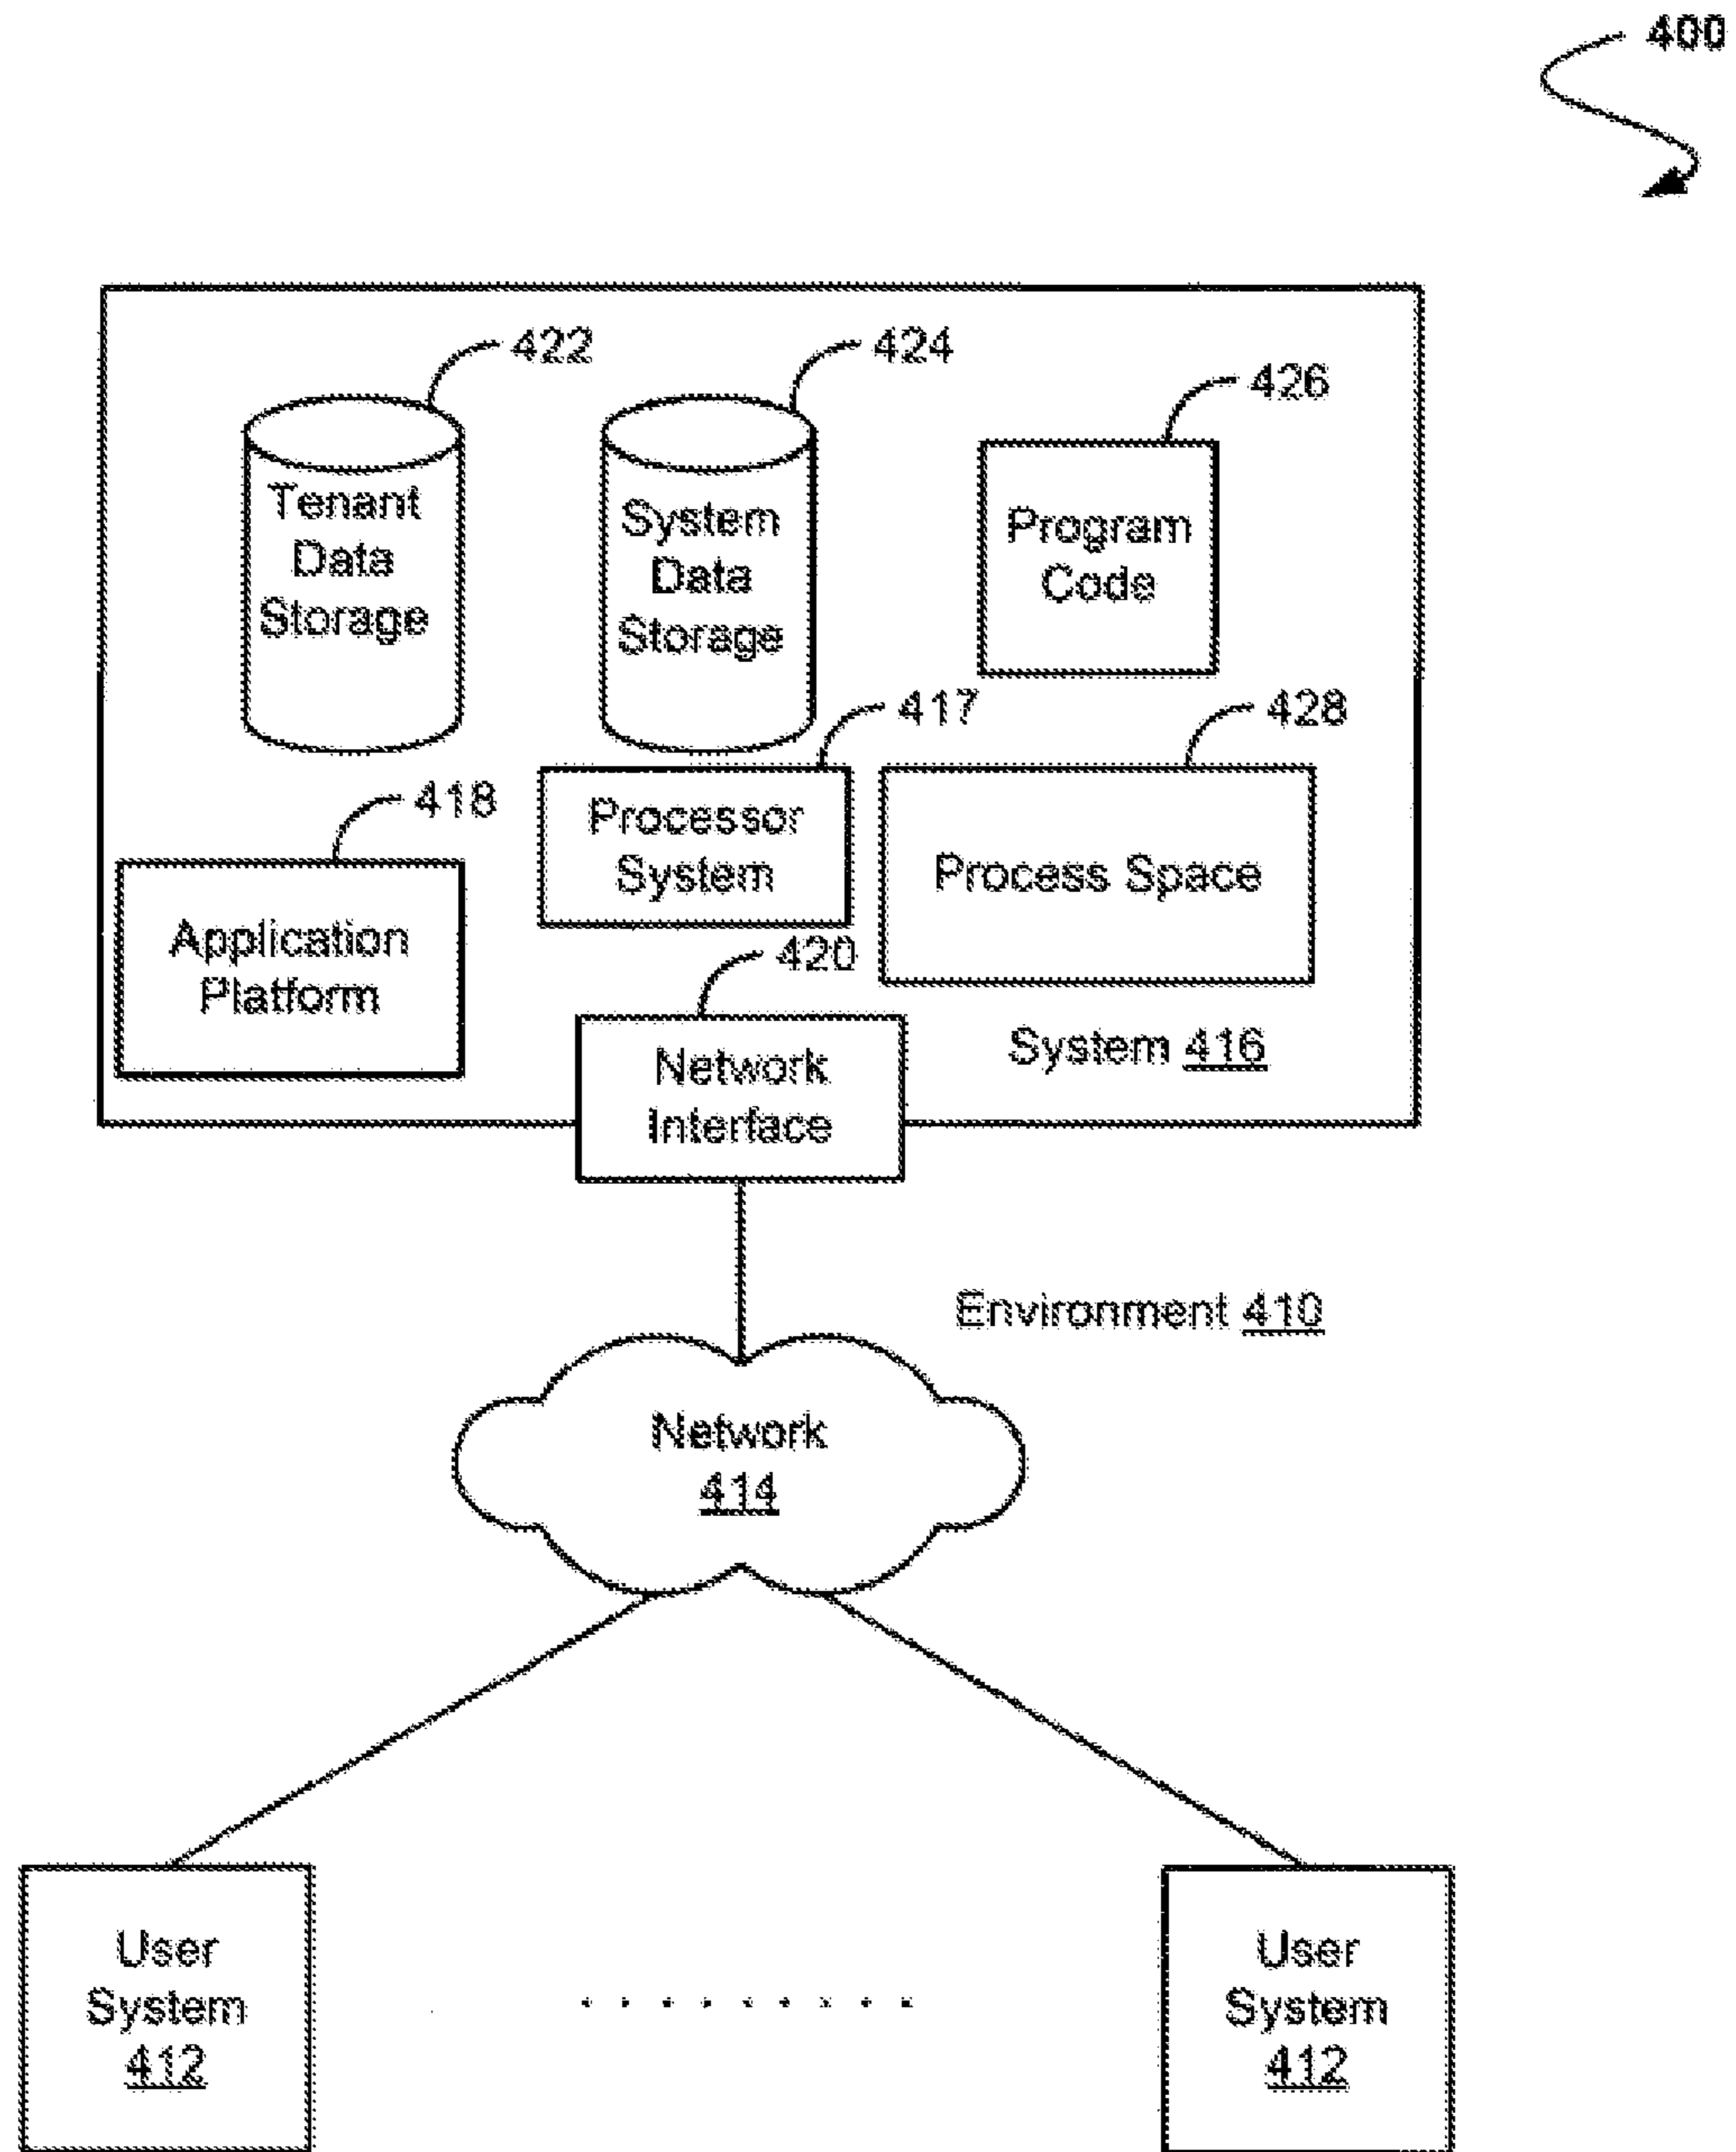 400
422
424
426
Tenant
Data
Storage
System
Data
Storage
Program
Code
417
428
418
Processor
System
Process Space
Application
Platform
420
Network
Interface
System 416
Environment 410
Network
414
User
System
412
User
System
412